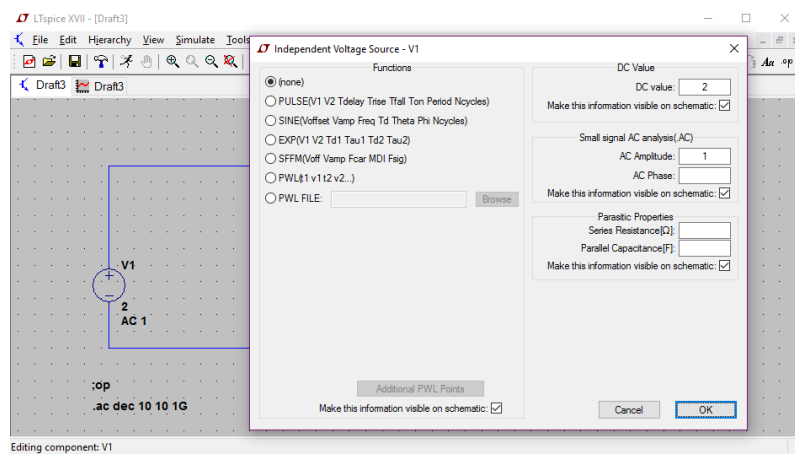 LTspice XVII - [Draft3]
File Edit Hierarchy View Simulate Tools
Aa .op
Draft3 Draft3
V1
2
AC 1
;op
.ac dec 10 10 1G
Editing component: V1
Independent Voltage Source - V1
Functions
(none)
PULSE(V1 V2 Tdelay Trise Tfall Ton Period Ncycles)
SINE(Voffset Vamp Freq Td Theta Phi Ncycles)
EXP(V1 V2 Td1 Tau1 Td2 Tau2)
SFFM(Voff Vamp Fcar MDI Fsig)
PWL(t1 v1 t2 v2...)
PWL FILE: Browse
Additional PWL Points
Make this information visible on schematic:
DC Value
DC value: 2
Make this information visible on schematic:
Small signal AC analysis(.AC)
AC Amplitude: 1
AC Phase:
Make this information visible on schematic:
Parasitic Properties
Series Resistance[Ω]:
Parallel Capacitance[F]:
Make this information visible on schematic:
Cancel OK